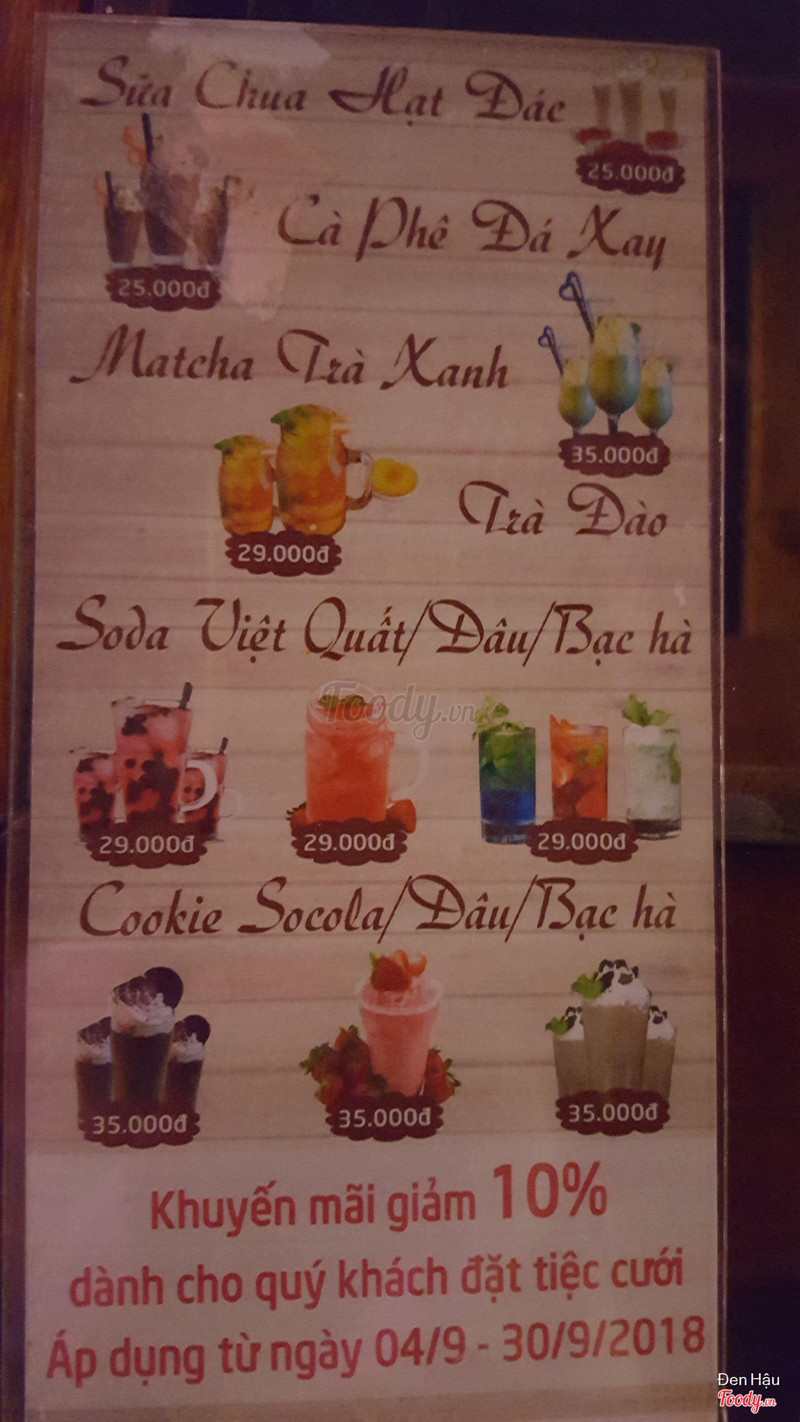 Sữa Chua Hạt Đác
25.000đ
Cà Phê Đá Xay
25.000đ
Matcha Trà Xanh
35.000đ
Trà Đào
29.000đ
Soda Việt Quất/Dâu/Bạc hà
Foody.vn
29.000đ 29.000đ 29.000đ
Cookie Socola/Dâu/Bạc hà
35.000đ 35.000đ 35.000đ
Khuyến mãi giảm 10%
dành cho quý khách đặt tiệc cưới
Áp dụng từ ngày 04/9 - 30/9/2018
Đen Hậu
Foody.vn